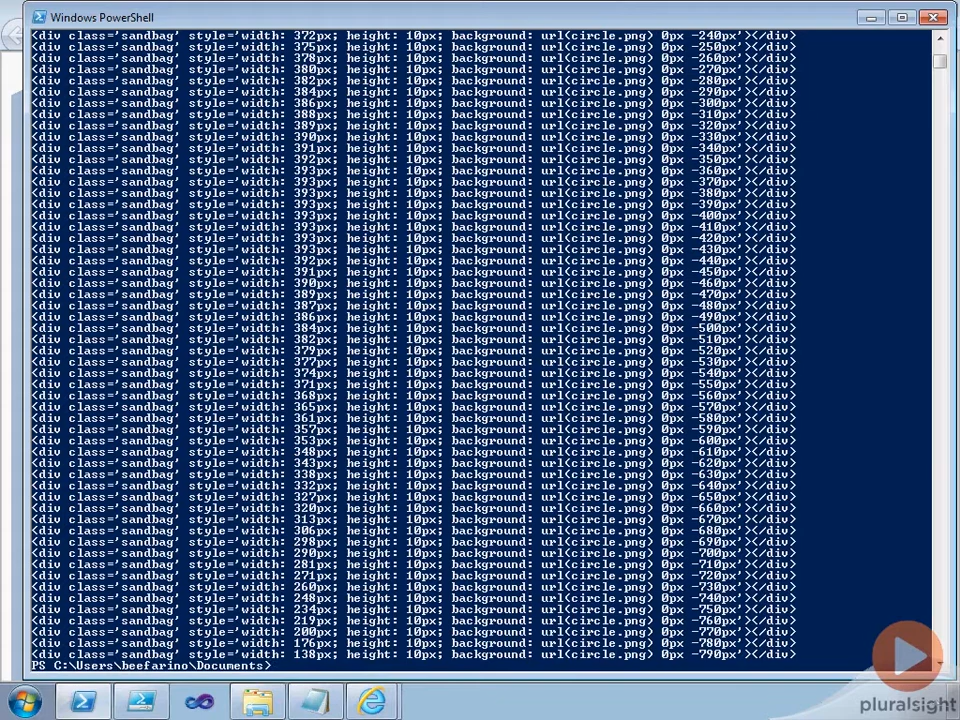 Windows PowerShell
<div class='sandbag' style='width: 372px; height: 10px; background: url(circle.png) 0px -240px'></div>
<div class='sandbag' style='width: 375px; height: 10px; background: url(circle.png) 0px -250px'></div>
<div class='sandbag' style='width: 378px; height: 10px; background: url(circle.png) 0px -260px'></div>
<div class='sandbag' style='width: 380px; height: 10px; background: url(circle.png) 0px -270px'></div>
<div class='sandbag' style='width: 382px; height: 10px; background: url(circle.png) 0px -280px'></div>
<div class='sandbag' style='width: 384px; height: 10px; background: url(circle.png) 0px -290px'></div>
<div class='sandbag' style='width: 386px; height: 10px; background: url(circle.png) 0px -300px'></div>
<div class='sandbag' style='width: 388px; height: 10px; background: url(circle.png) 0px -310px'></div>
<div class='sandbag' style='width: 389px; height: 10px; background: url(circle.png) 0px -320px'></div>
<div class='sandbag' style='width: 390px; height: 10px; background: url(circle.png) 0px -330px'></div>
<div class='sandbag' style='width: 391px; height: 10px; background: url(circle.png) 0px -340px'></div>
<div class='sandbag' style='width: 392px; height: 10px; background: url(circle.png) 0px -350px'></div>
<div class='sandbag' style='width: 393px; height: 10px; background: url(circle.png) 0px -360px'></div>
<div class='sandbag' style='width: 393px; height: 10px; background: url(circle.png) 0px -370px'></div>
<div class='sandbag' style='width: 393px; height: 10px; background: url(circle.png) 0px -380px'></div>
<div class='sandbag' style='width: 393px; height: 10px; background: url(circle.png) 0px -390px'></div>
<div class='sandbag' style='width: 393px; height: 10px; background: url(circle.png) 0px -400px'></div>
<div class='sandbag' style='width: 393px; height: 10px; background: url(circle.png) 0px -410px'></div>
<div class='sandbag' style='width: 393px; height: 10px; background: url(circle.png) 0px -420px'></div>
<div class='sandbag' style='width: 393px; height: 10px; background: url(circle.png) 0px -430px'></div>
<div class='sandbag' style='width: 392px; height: 10px; background: url(circle.png) 0px -440px'></div>
<div class='sandbag' style='width: 391px; height: 10px; background: url(circle.png) 0px -450px'></div>
<div class='sandbag' style='width: 390px; height: 10px; background: url(circle.png) 0px -460px'></div>
<div class='sandbag' style='width: 389px; height: 10px; background: url(circle.png) 0px -470px'></div>
<div class='sandbag' style='width: 387px; height: 10px; background: url(circle.png) 0px -480px'></div>
<div class='sandbag' style='width: 386px; height: 10px; background: url(circle.png) 0px -490px'></div>
<div class='sandbag' style='width: 384px; height: 10px; background: url(circle.png) 0px -500px'></div>
<div class='sandbag' style='width: 382px; height: 10px; background: url(circle.png) 0px -510px'></div>
<div class='sandbag' style='width: 379px; height: 10px; background: url(circle.png) 0px -520px'></div>
<div class='sandbag' style='width: 377px; height: 10px; background: url(circle.png) 0px -530px'></div>
<div class='sandbag' style='width: 374px; height: 10px; background: url(circle.png) 0px -540px'></div>
<div class='sandbag' style='width: 371px; height: 10px; background: url(circle.png) 0px -550px'></div>
<div class='sandbag' style='width: 368px; height: 10px; background: url(circle.png) 0px -560px'></div>
<div class='sandbag' style='width: 365px; height: 10px; background: url(circle.png) 0px -570px'></div>
<div class='sandbag' style='width: 361px; height: 10px; background: url(circle.png) 0px -580px'></div>
<div class='sandbag' style='width: 357px; height: 10px; background: url(circle.png) 0px -590px'></div>
<div class='sandbag' style='width: 353px; height: 10px; background: url(circle.png) 0px -600px'></div>
<div class='sandbag' style='width: 348px; height: 10px; background: url(circle.png) 0px -610px'></div>
<div class='sandbag' style='width: 343px; height: 10px; background: url(circle.png) 0px -620px'></div>
<div class='sandbag' style='width: 338px; height: 10px; background: url(circle.png) 0px -630px'></div>
<div class='sandbag' style='width: 332px; height: 10px; background: url(circle.png) 0px -640px'></div>
<div class='sandbag' style='width: 327px; height: 10px; background: url(circle.png) 0px -650px'></div>
<div class='sandbag' style='width: 320px; height: 10px; background: url(circle.png) 0px -660px'></div>
<div class='sandbag' style='width: 313px; height: 10px; background: url(circle.png) 0px -670px'></div>
<div class='sandbag' style='width: 306px; height: 10px; background: url(circle.png) 0px -680px'></div>
<div class='sandbag' style='width: 298px; height: 10px; background: url(circle.png) 0px -690px'></div>
<div class='sandbag' style='width: 290px; height: 10px; background: url(circle.png) 0px -700px'></div>
<div class='sandbag' style='width: 281px; height: 10px; background: url(circle.png) 0px -710px'></div>
<div class='sandbag' style='width: 271px; height: 10px; background: url(circle.png) 0px -720px'></div>
<div class='sandbag' style='width: 260px; height: 10px; background: url(circle.png) 0px -730px'></div>
<div class='sandbag' style='width: 248px; height: 10px; background: url(circle.png) 0px -740px'></div>
<div class='sandbag' style='width: 234px; height: 10px; background: url(circle.png) 0px -750px'></div>
<div class='sandbag' style='width: 219px; height: 10px; background: url(circle.png) 0px -760px'></div>
<div class='sandbag' style='width: 200px; height: 10px; background: url(circle.png) 0px -770px'></div>
<div class='sandbag' style='width: 176px; height: 10px; background: url(circle.png) 0px -780px'></div>
<div class='sandbag' style='width: 138px; height: 10px; background: url(circle.png) 0px -790px'></div>
PS C:\Users\beefarino\Documents>
pluralsight